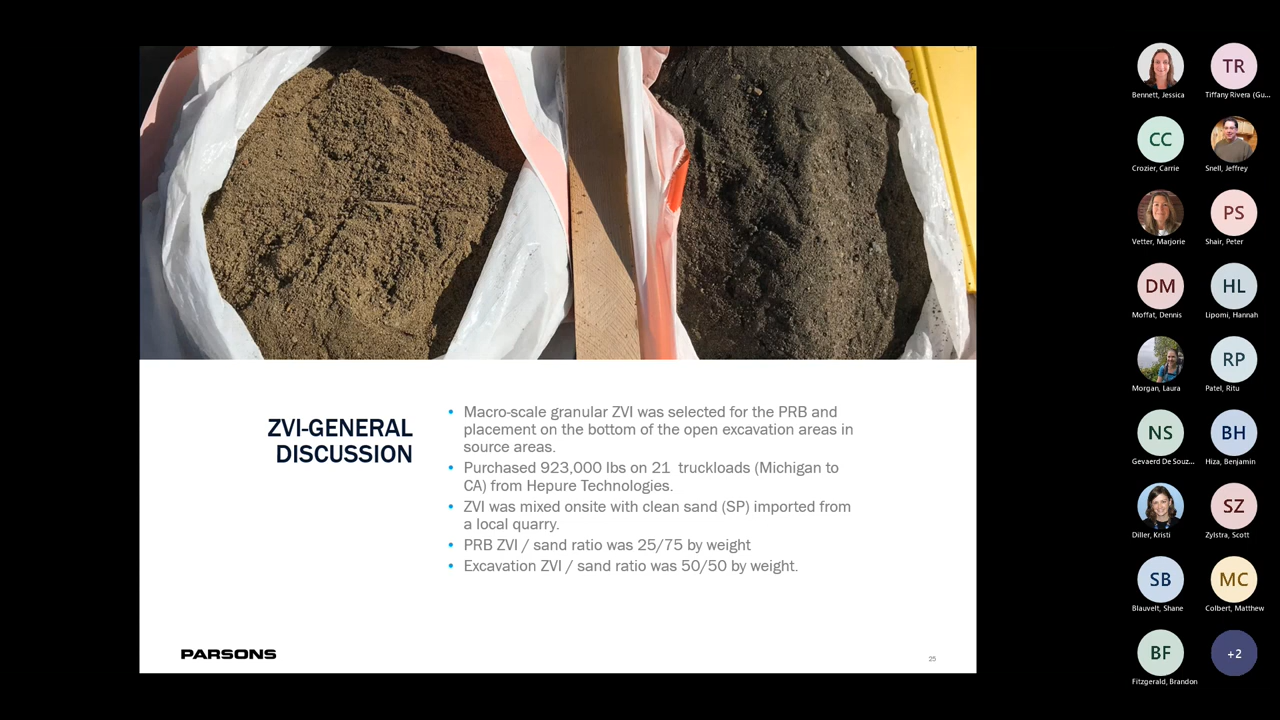 ZVI-GENERAL
DISCUSSION
• Macro-scale granular ZVI was selected for the PRB and
placement on the bottom of the open excavation areas in
source areas.
• Purchased 923,000 lbs on 21 truckloads (Michigan to
CA) from Hepure Technologies.
• ZVI was mixed onsite with clean sand (SP) imported from
a local quarry.
• PRB ZVI / sand ratio was 25/75 by weight
• Excavation ZVI / sand ratio was 50/50 by weight.
PARSONS
25
Bennett, Jessica
TR
Tiffany Rivera (Gu...
CC
Crozier, Carrie
Snell, Jeffrey
Vetter, Marjorie
PS
Shair, Peter
DM
Moffat, Dennis
HL
Lipomi, Hannah
Morgan, Laura
RP
Patel, Ritu
NS
Gevaerd De Souz...
BH
Hiza, Benjamin
Diller, Kristi
SZ
Zylstra, Scott
SB
Blauvelt, Shane
MC
Colbert, Matthew
BF
Fitzgerald, Brandon
+2